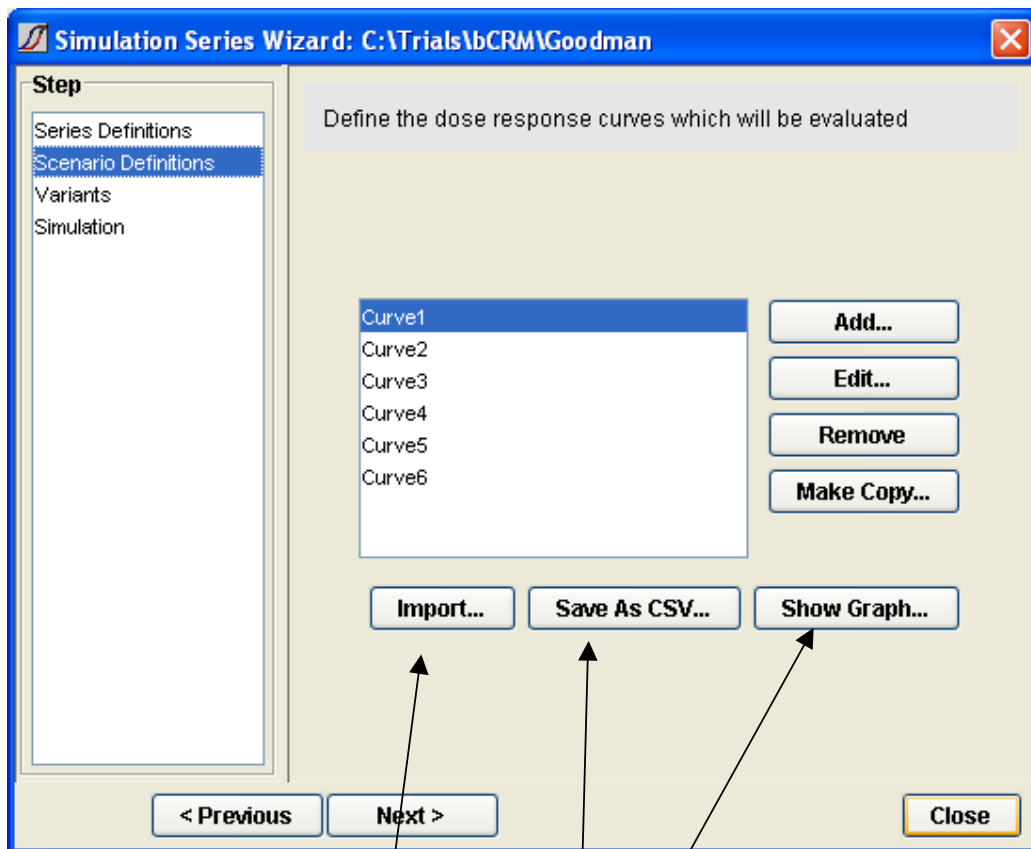 Simulation Series Wizard: C:\Trials\bCRM\Goodman
Step
Series Definitions
Scenario Definitions
Variants
Simulation
Define the dose response curves which will be evaluated
Curve1
Curve2
Curve3
Curve4
Curve5
Curve6
Add...
Edit...
Remove
Make Copy...
Import... Save As CSV... Show Graph...
< Previous Next > Close